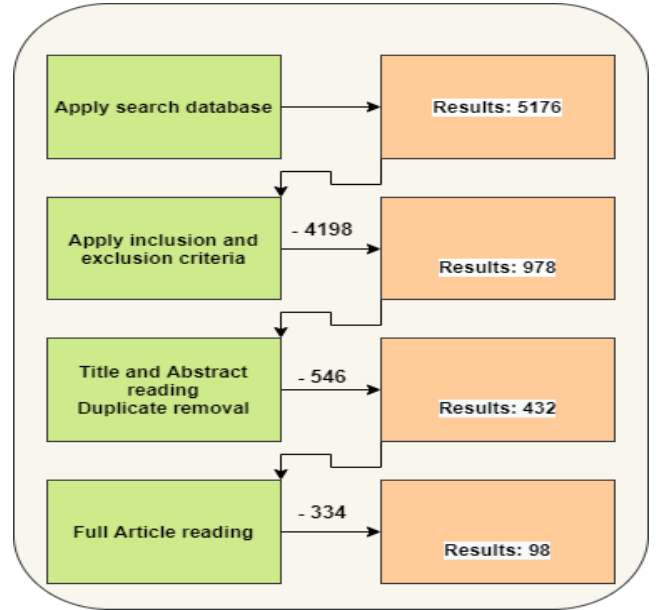 Apply search database
Results: 5176
Apply inclusion and
exclusion criteria
- 4198
Results: 978
Title and Abstract
reading
Duplicate removal
- 546
Results: 432
Full Article reading
- 334
Results: 98